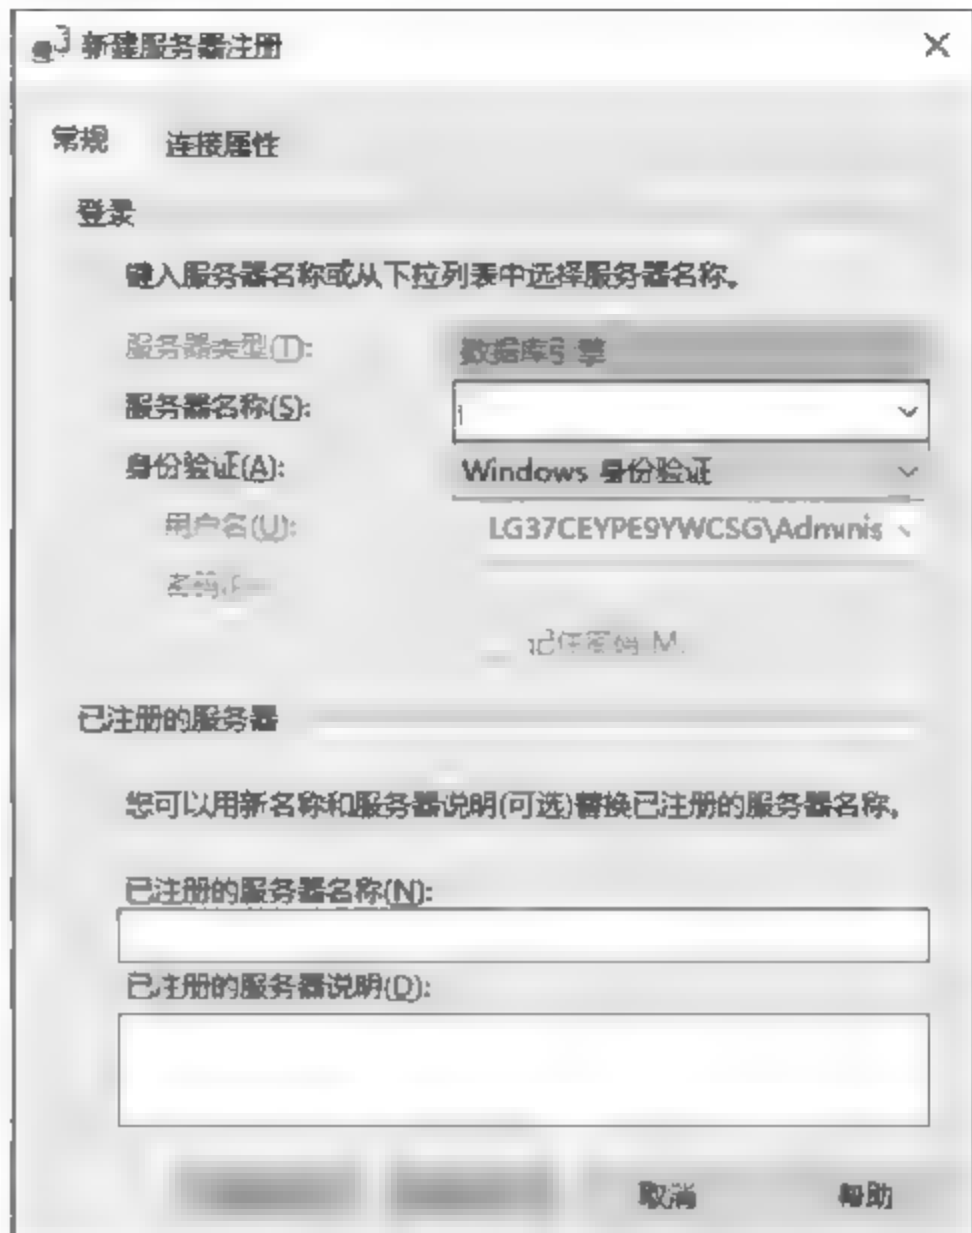 新建服务器注册
常规 连接属性
登录
键入服务器名称或从下拉列表中选择服务器名称。
服务器类型(T): 数据库引擎
服务器名称(S):
身份验证(A): Windows 身份验证
用户名(U): LG37CEYPE9YWCSG\Adminis
密码
记住密码 M
已注册的服务器
您可以用新名称和服务器说明(可选)替换已注册的服务器名称。
已注册的服务器名称(N):
已注册的服务器说明(D):
取消 帮助